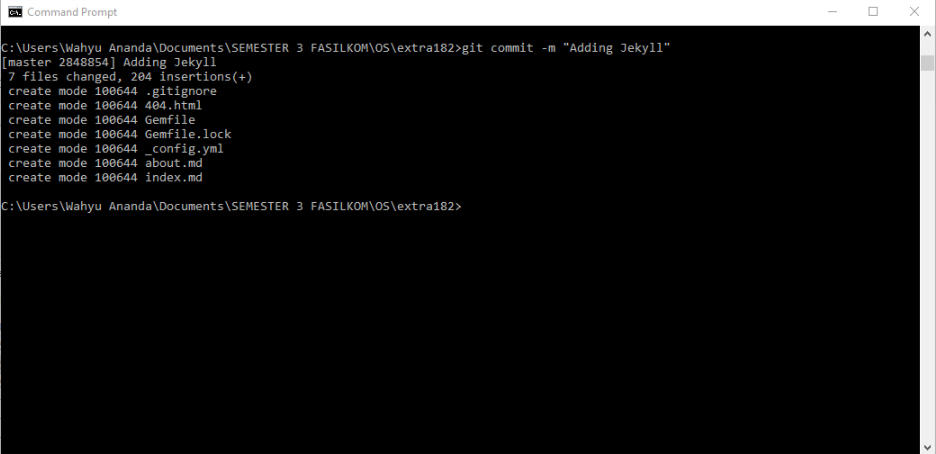 Command Prompt
C:\Users\Wahyu Ananda\Documents\SEMESTER 3 FASILKOM\OS\extra182>git commit -m "Adding Jekyll"
[master 2848854] Adding Jekyll
 7 files changed, 204 insertions(+)
 create mode 100644 .gitignore
 create mode 100644 404.html
 create mode 100644 Gemfile
 create mode 100644 Gemfile.lock
 create mode 100644 _config.yml
 create mode 100644 about.md
 create mode 100644 index.md
C:\Users\Wahyu Ananda\Documents\SEMESTER 3 FASILKOM\OS\extra182>